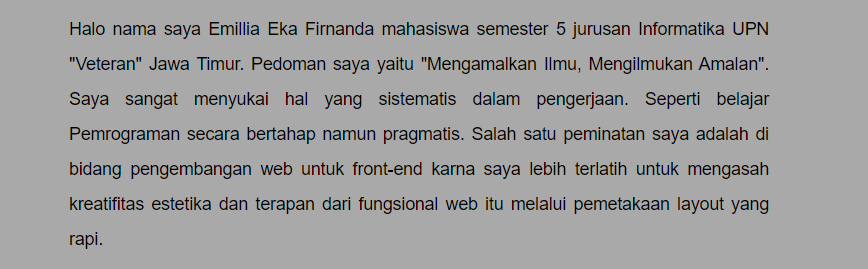 Halo nama saya Emillia Eka Firnanda mahasiswa semester 5 jurusan Informatika UPN
"Veteran" Jawa Timur. Pedoman saya yaitu "Mengamalkan Ilmu, Mengilmukan Amalan".
Saya sangat menyukai hal yang sistematis dalam pengerjaan. Seperti belajar
Pemrograman secara bertahap namun pragmatis. Salah satu peminatan saya adalah di
bidang pengembangan web untuk front-end karna saya lebih terlatih untuk mengasah
kreatifitas estetika dan terapan dari fungsional web itu melalui pemetakaan layout yang
rapi.